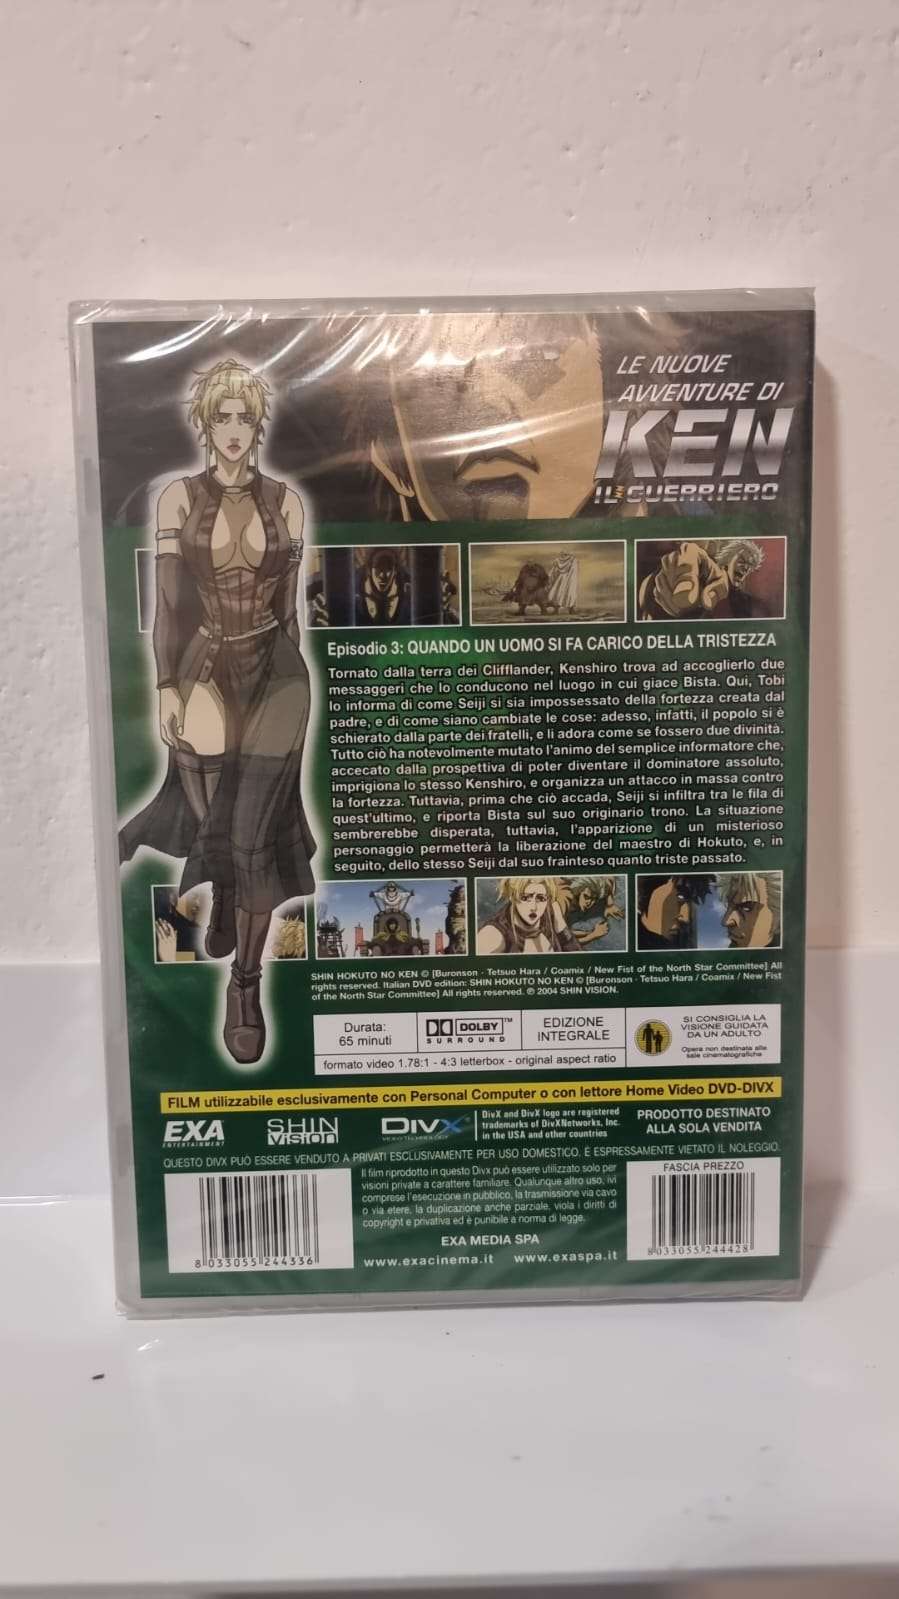 LE NUOVE
AVVENTURE DI
KEN
IL GUERRIERO
Episodio 3: QUANDO UN UOMO SI FA CARICO DELLA TRISTEZZA
Tornato dalla terra dei Clifflander, Kenshiro trova ad accoglierlo due
messaggeri che lo conducono nel luogo in cui giace Bista. Qui, Tobi
lo informa di come Seiji si sia impossessato della fortezza creata dal
padre, e di come siano cambiate le cose: adesso, infatti, il popolo si è
schierato dalla parte dei fratelli, e li adora come se fossero due divinità.
Tutto ciò ha notevolmente mutato l'animo del semplice informatore che,
accecato dalla prospettiva di poter diventare il dominatore assoluto,
imprigiona lo stesso Kenshiro, e organizza un attacco in massa contro
la fortezza. Tuttavia, prima che ciò accada, Seiji si infiltra tra le fila di
quest'ultimo, e riporta Bista sul suo originario trono. La situazione
sembrerebbe disperata, tuttavia, l'apparizione di un misterioso
personaggio permetterà la liberazione del maestro di Hokuto, e, in
seguito, dello stesso Seiji dal suo frainteso quanto triste passato.
SHIN HOKUTO NO KEN © [Buronson - Tetsuo Hara / Coamix / New Fist of the North Star Committee] All
rights reserved. Italian DVD edition: SHIN HOKUTO NO KEN © [Buronson - Tetsuo Hara / Coamix / New Fist
of the North Star Committee] All rights reserved. ℗ 2004 SHIN VISION.
Durata:
65 minuti
DOLBY™
SURROUND
EDIZIONE
INTEGRALE
SI CONSIGLIA LA
VISIONE GUIDATA
DA UN ADULTO
Opera non destinata alle
sale cinematografiche
formato video 1.78:1 - 4:3 letterbox - original aspect ratio
FILM utilizzabile esclusivamente con Personal Computer o con lettore Home Video DVD-DIVX
EXA
ENTERTAINMENT
SHIN
Vision
DivX
VIDEO TECHNOLOGY
DivX and DivX logo are registered
trademarks of DivXNetworks, Inc.
in the USA and other countries
PRODOTTO DESTINATO
ALLA SOLA VENDITA
QUESTO DIVX PUÒ ESSERE VENDUTO A PRIVATI ESCLUSIVAMENTE PER USO DOMESTICO. È ESPRESSAMENTE VIETATO IL NOLEGGIO.
Il film riprodotto in questo Divx può essere utilizzato solo per
visioni private a carattere familiare. Qualunque altro uso, ivi
comprese l'esecuzione in pubblico, la trasmissione via cavo
o via etere, la duplicazione anche parziale, viola i diritti di
copyright e privativa ed è punibile a norma di legge.
EXA MEDIA SPA
www.exacinema.it www.exaspa.it
8 033055 244336
FASCIA PREZZO
8 033055 244428